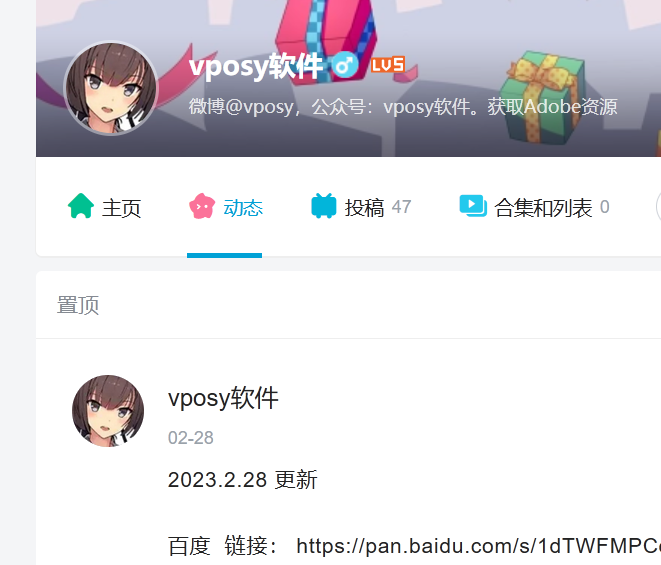 vposy软件 LV5
微博@vposy，公众号：vposy软件。获取Adobe资源
主页 动态 投稿 47 合集和列表 0
置顶
vposy软件
02-28
2023.2.28 更新
百度 链接： https://pan.baidu.com/s/1dTWFMPC